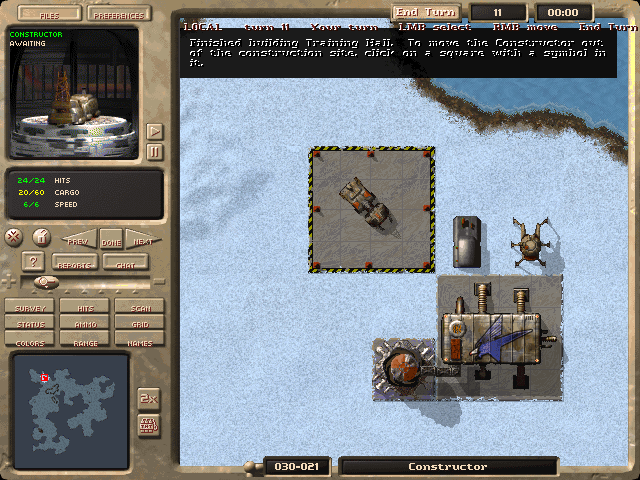 FILES
PREFERENCES
End Turn
11
00:00
LOCAL turn 11 Your turn LMB select RMB move End Turn
CONSTRUCTOR
AWAITING
Finished building Training Hall. To move the Constructor out
of the construction site, click on a square with a symbol in
it.
24/24 HITS
20/60 CARGO
6/6 SPEED
PREV
DONE
NEXT
?
REPORTS
CHAT
SURVEY
HITS
SCAN
STATUS
AMMO
GRID
COLORS
RANGE
NAMES
2x
030-021
Constructor